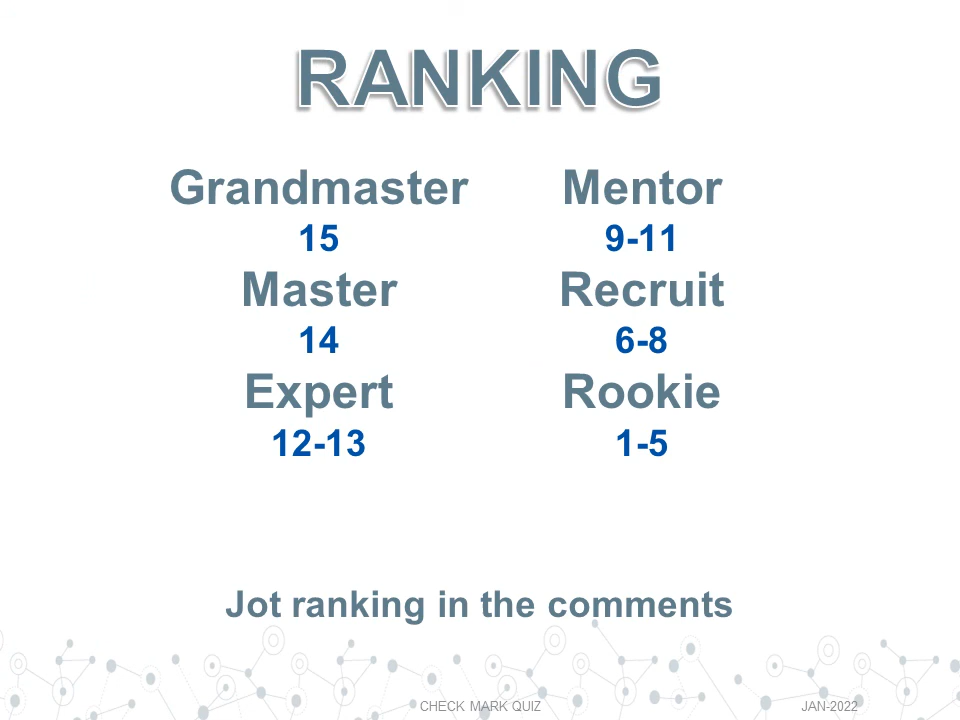 RANKING
Grandmaster
15
Master
14
Expert
12-13
Mentor
9-11
Recruit
6-8
Rookie
1-5
Jot ranking in the comments
CHECK MARK QUIZ
JAN-2022